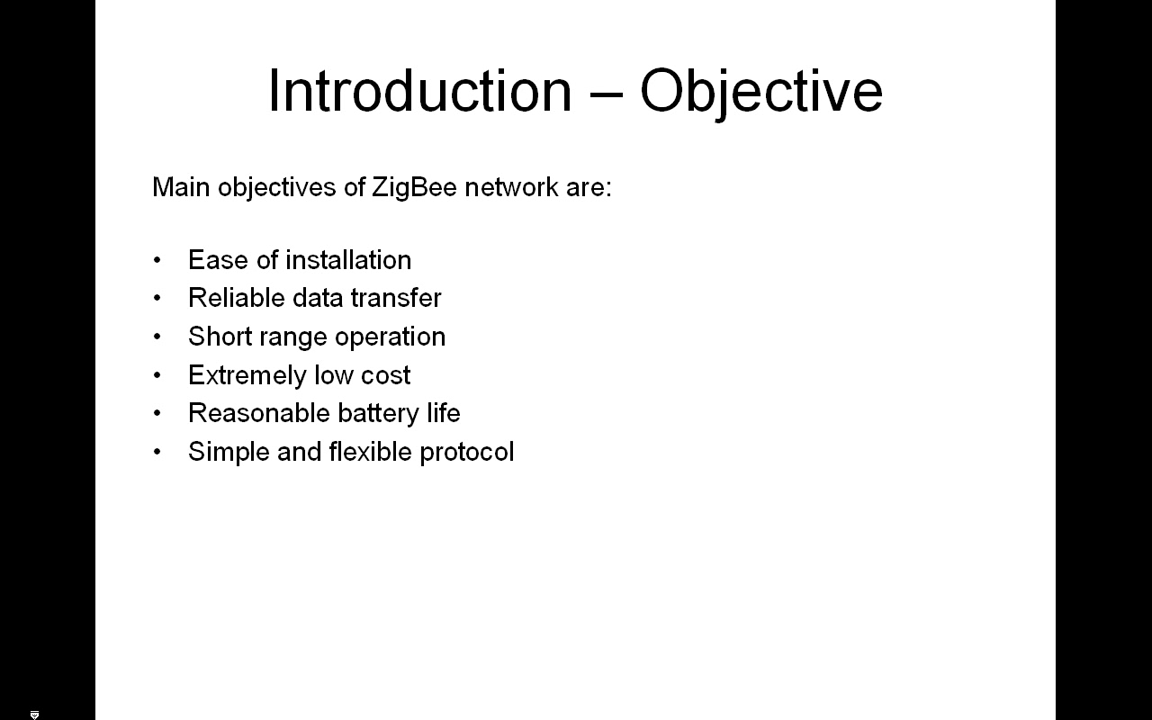 Introduction – Objective
Main objectives of ZigBee network are:
• Ease of installation
• Reliable data transfer
• Short range operation
• Extremely low cost
• Reasonable battery life
• Simple and flexible protocol